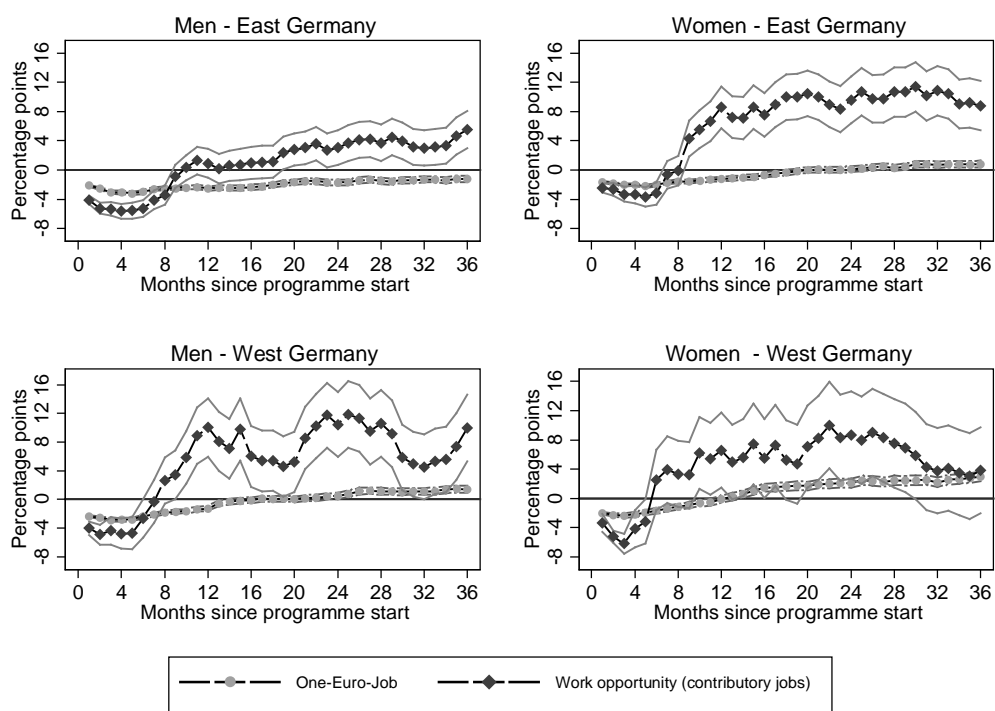 Men - East Germany
Percentage points
-8 -4 0 4 8 12 16
0 4 8 12 16 20 24 28 32 36
Months since programme start
Women - East Germany
Percentage points
-8 -4 0 4 8 12 16
0 4 8 12 16 20 24 28 32 36
Months since programme start
Men - West Germany
Percentage points
-8 -4 0 4 8 12 16
0 4 8 12 16 20 24 28 32 36
Months since programme start
Women - West Germany
Percentage points
-8 -4 0 4 8 12 16
0 4 8 12 16 20 24 28 32 36
Months since programme start
One-Euro-Job Work opportunity (contributory jobs)